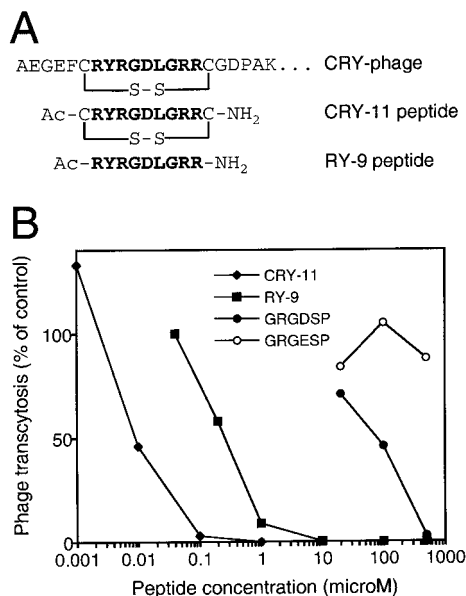 A
AEGEFCRYRGDLGRRCGDPAK... CRY-phage
S-S
Ac-CRYRGDLGRRC-NH2 CRY-11 peptide
S-S
Ac-RYRGDLGRR-NH2 RY-9 peptide
B
CRY-11
RY-9
GRGDSP
GRGESP
Phage transcytosis (% of control)
100
50
0
0.001 0.01 0.1 1 10 100 1000
Peptide concentration (microM)